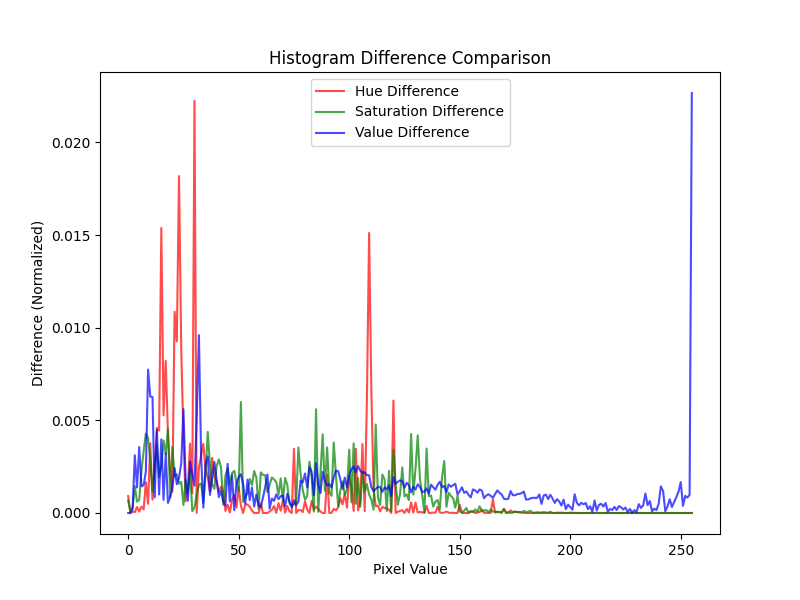 Histogram Difference Comparison
Hue Difference
Saturation Difference
Value Difference
Difference (Normalized)
0.020
0.015
0.010
0.005
0.000
0 50 100 150 200 250
Pixel Value